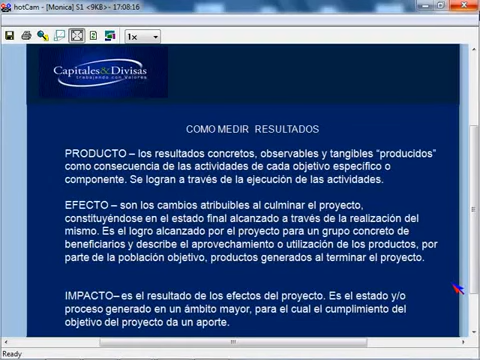 hotCam - [Monica] S1 <9KB>- 17:08:16
1×
Capitales&Divisas
trabajando con Valores
COMO MEDIR RESULTADOS
PRODUCTO – los resultados concretos, observables y tangibles “producidos”
como consecuencia de las actividades de cada objetivo específico o
componente. Se logran a través de la ejecución de las actividades.
EFECTO – son los cambios atribuibles al culminar el proyecto,
constituyéndose en el estado final alcanzado a través de la realización del
mismo. Es el logro alcanzado por el proyecto para un grupo concreto de
beneficiarios y describe el aprovechamiento o utilización de los productos, por
parte de la población objetivo, productos generados al terminar el proyecto.
IMPACTO– es el resultado de los efectos del proyecto. Es el estado y/o
proceso generado en un ámbito mayor, para el cual el cumplimiento del
objetivo del proyecto da un aporte.
Ready